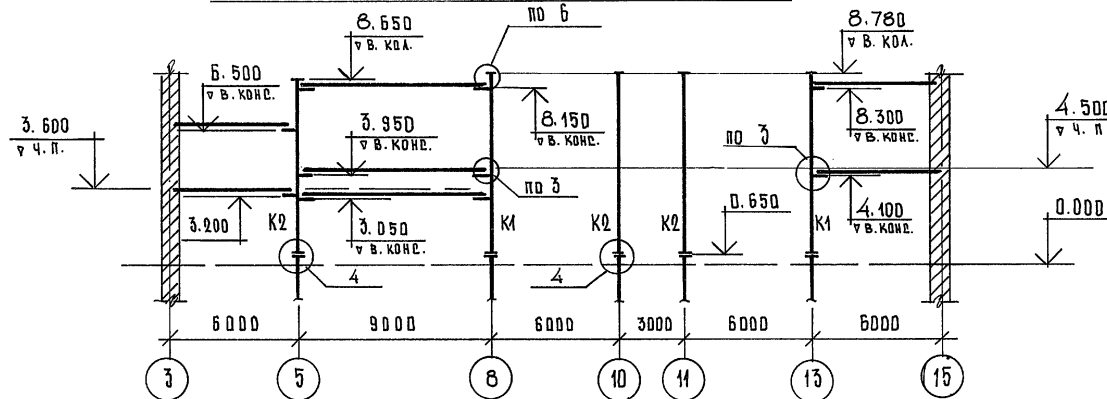 по 6
8.650
▿ В. КОЛ.
8.780
▿ В. КОЛ.
6.500
▿ В. КОНС.
3.600
▿ Ч. П.
3.950
▿ В. КОНС.
8.150
▿ В. КОНС.
8.300
▿ В. КОНС.
4.500
▿ Ч. П.
по 3
по 3
3.200
К2
3.050
▿ В. КОНС.
К1
К2
К2
0.650
К1
4.100
▿ В. КОНС.
0.000
4
4
6000
9000
6000
3000
6000
6000
3
5
8
10
11
13
15